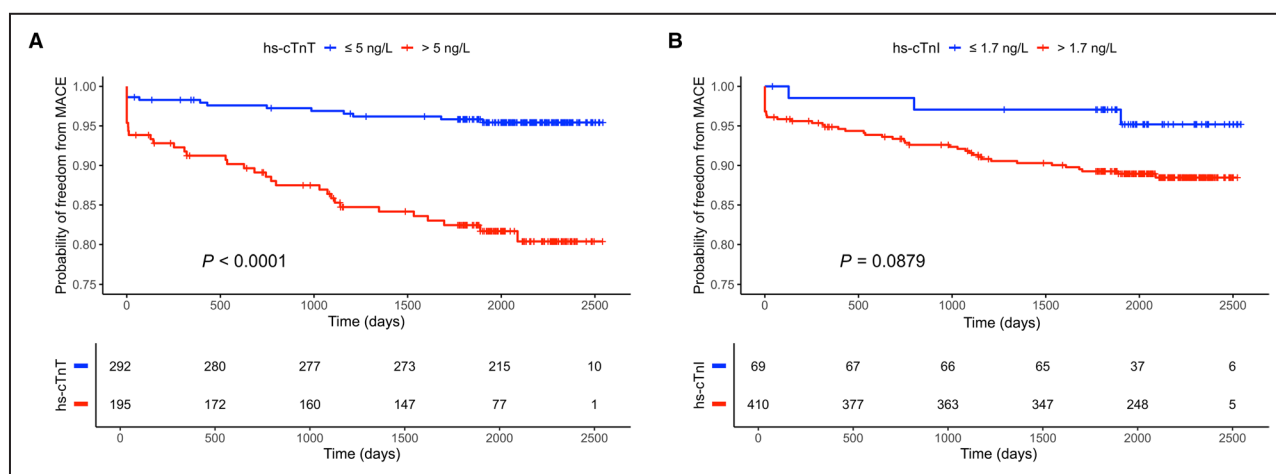 A
hs-cTnT ≤ 5 ng/L > 5 ng/L
Probability of freedom from MACE
1.00
0.95
0.90
0.85
0.80
0.75
P < 0.0001
0 500 1000 1500 2000 2500
Time (days)
hs-cTnT
292 280 277 273 215 10
195 172 160 147 77 1
0 500 1000 1500 2000 2500
Time (days)
B
hs-cTnI ≤ 1.7 ng/L > 1.7 ng/L
Probability of freedom from MACE
1.00
0.95
0.90
0.85
0.80
0.75
P = 0.0879
0 500 1000 1500 2000 2500
Time (days)
hs-cTnI
69 67 66 65 37 6
410 377 363 347 248 5
0 500 1000 1500 2000 2500
Time (days)